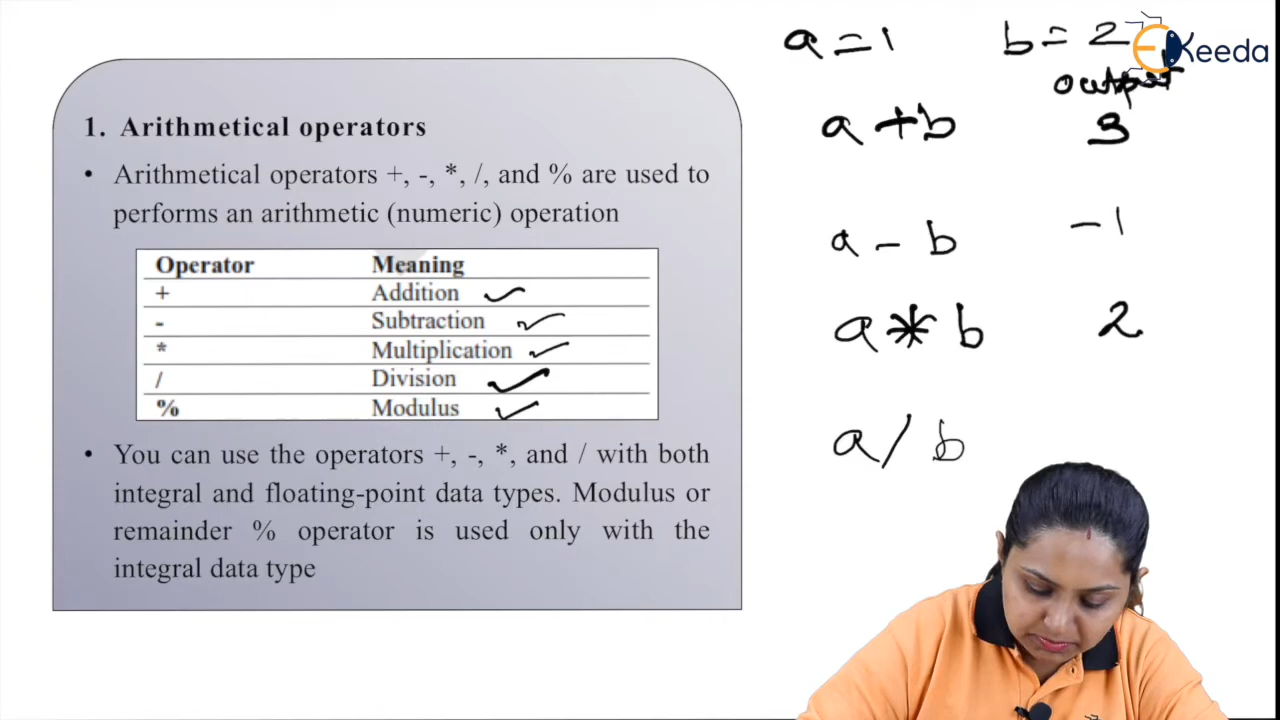 1. Arithmetical operators
• Arithmetical operators +, -, *, /, and % are used to
performs an arithmetic (numeric) operation
Operator Meaning
+ Addition
- Subtraction
* Multiplication
/ Division
% Modulus
• You can use the operators +, -, *, and / with both
integral and floating-point data types. Modulus or
remainder % operator is used only with the
integral data type
a=1 b=2
Keeda
output
a+b 3
a-b -1
a*b 2
a/b